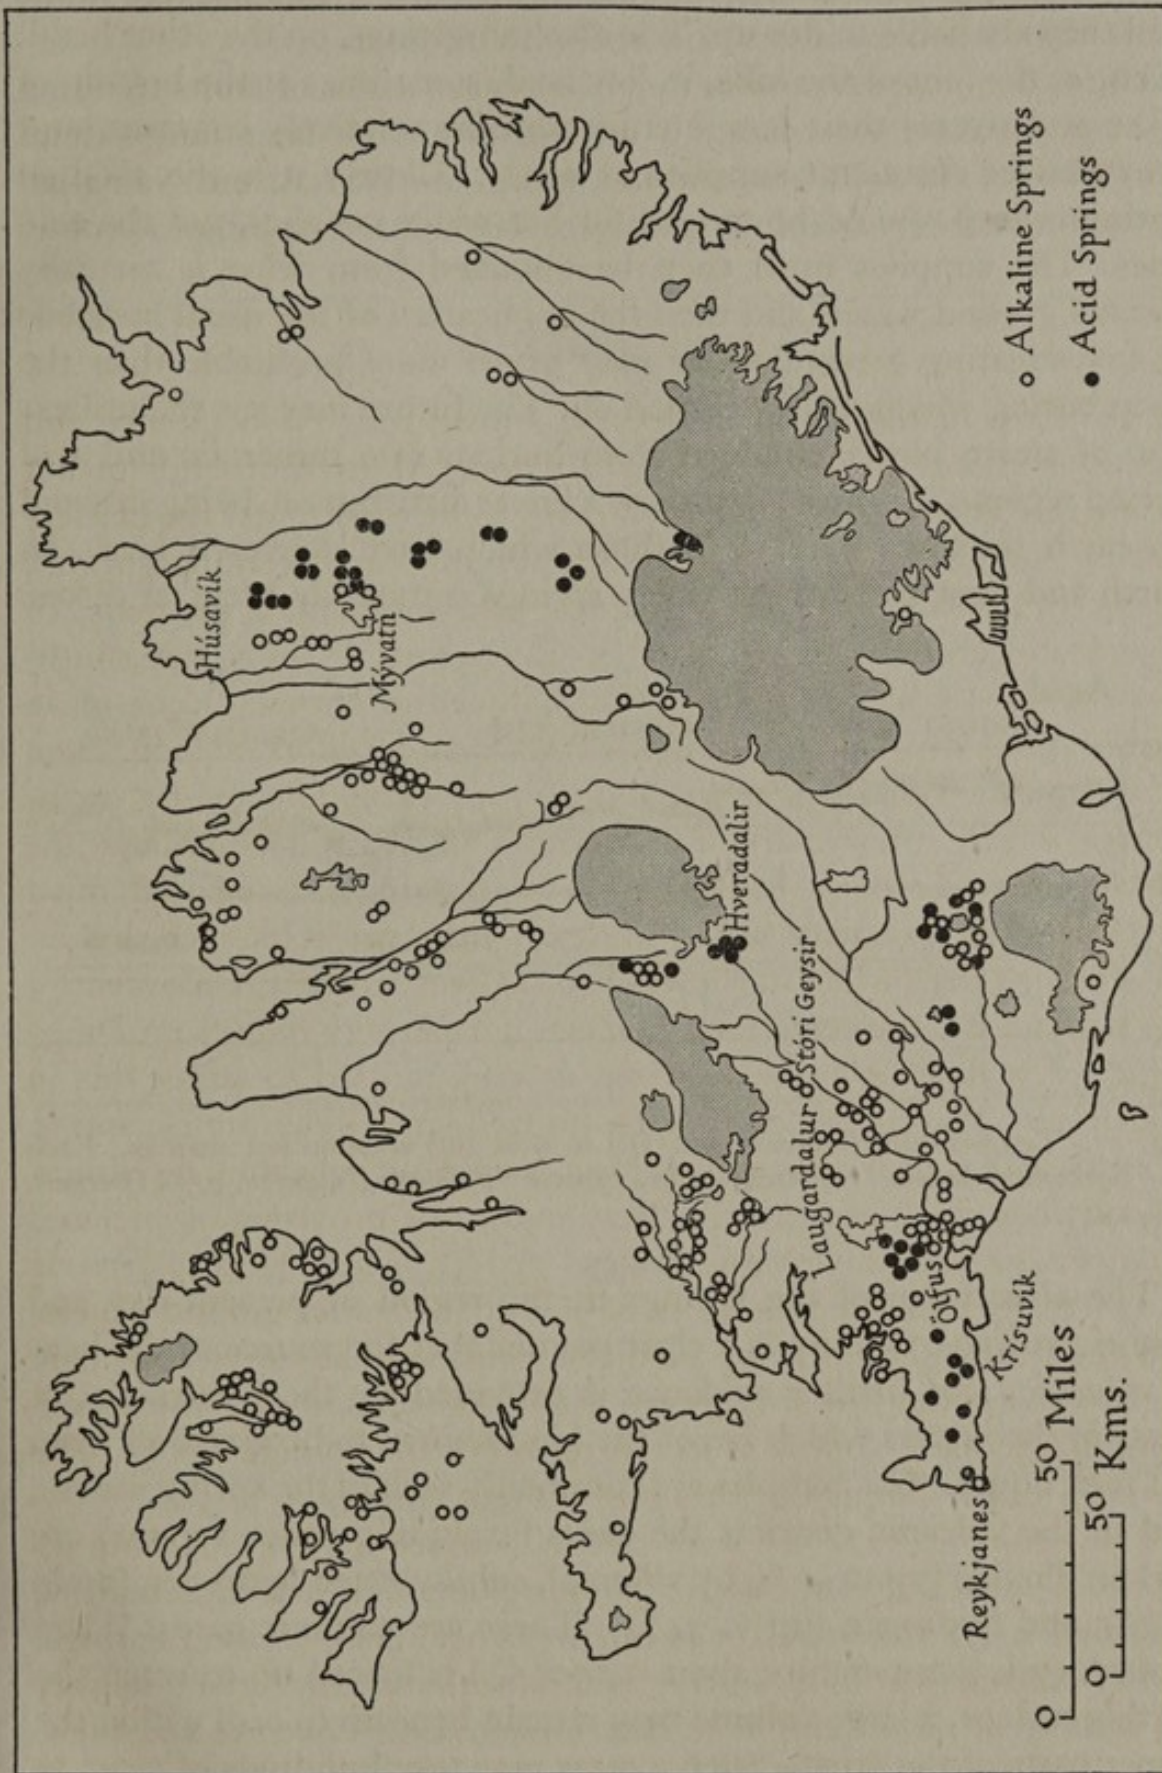 Húsavík
Mývatn
Hveradalir
Stóri Geysir
Laugardalur
Ölfus
Krísuvík
Reykjanes
○ Alkaline Springs
● Acid Springs
0 50 Miles
0 50 Kms.